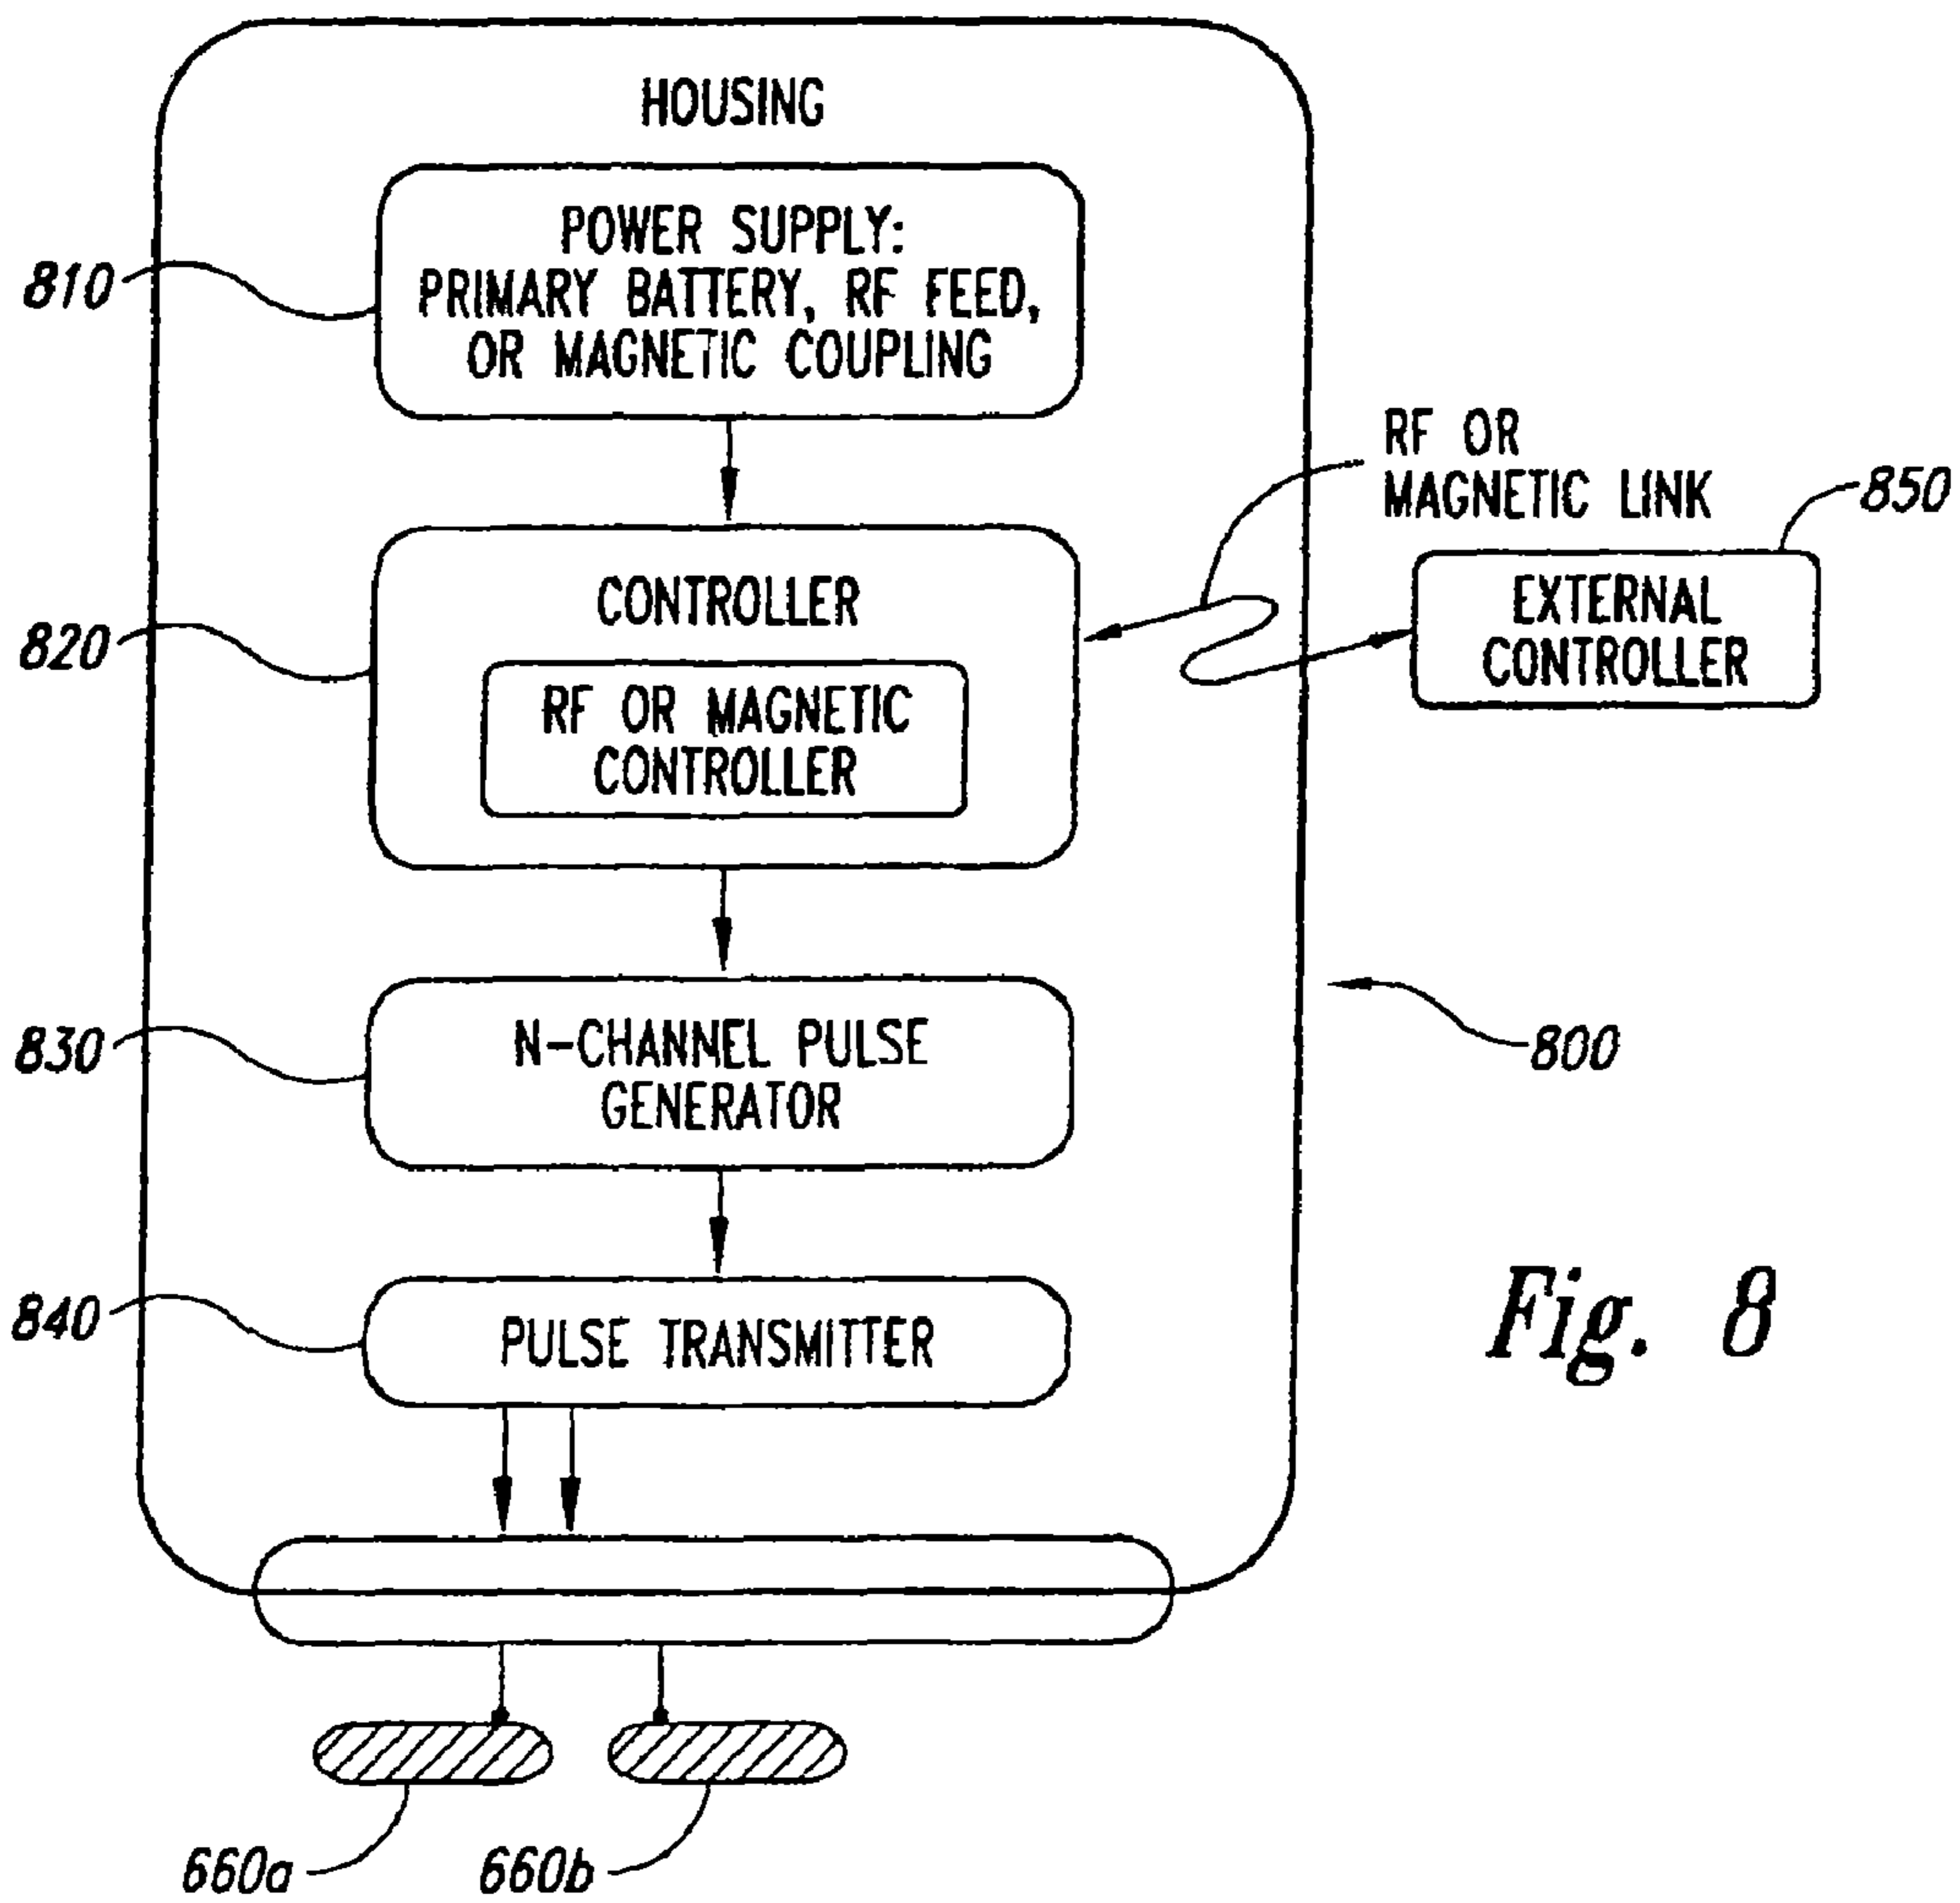 HOUSING
POWER SUPPLY:
PRIMARY BATTERY, RF FEED,
OR MAGNETIC COUPLING
810
RF OR
MAGNETIC LINK
850
EXTERNAL
CONTROLLER
CONTROLLER
820
RF OR MAGNETIC
CONTROLLER
N-CHANNEL PULSE
GENERATOR
830
800
PULSE TRANSMITTER
840
Fig. 8
660a
660b